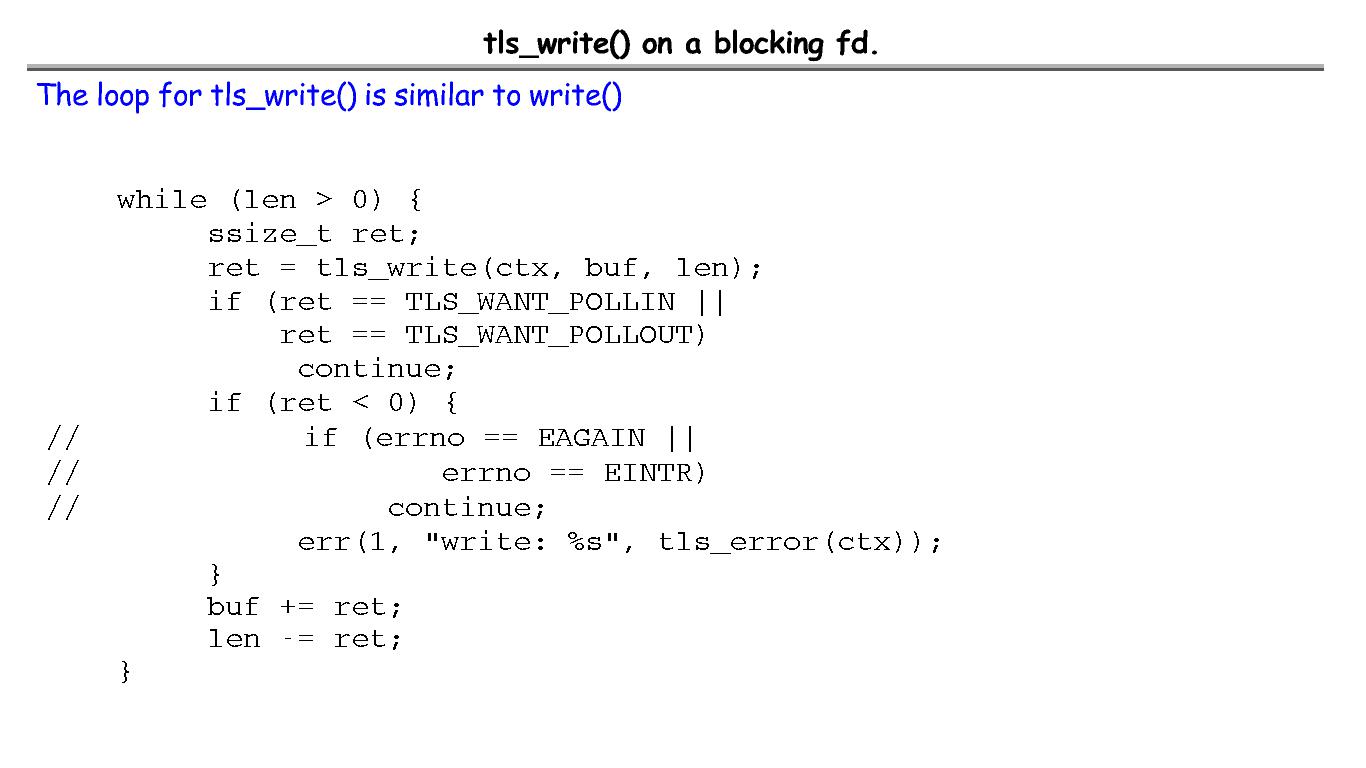 tls_write() on a blocking fd.
The loop for tls_write() is similar to write()
while (len > 0) {
ssize_t ret;
ret = tls_write(ctx, buf, len);
if (ret == TLS_WANT_POLLIN ||
ret == TLS_WANT_POLLOUT)
continue;
if (ret < 0) {
// if (errno == EAGAIN ||
// errno == EINTR)
// continue;
err(1, "write: %s", tls_error(ctx));
}
buf += ret;
len -= ret;
}